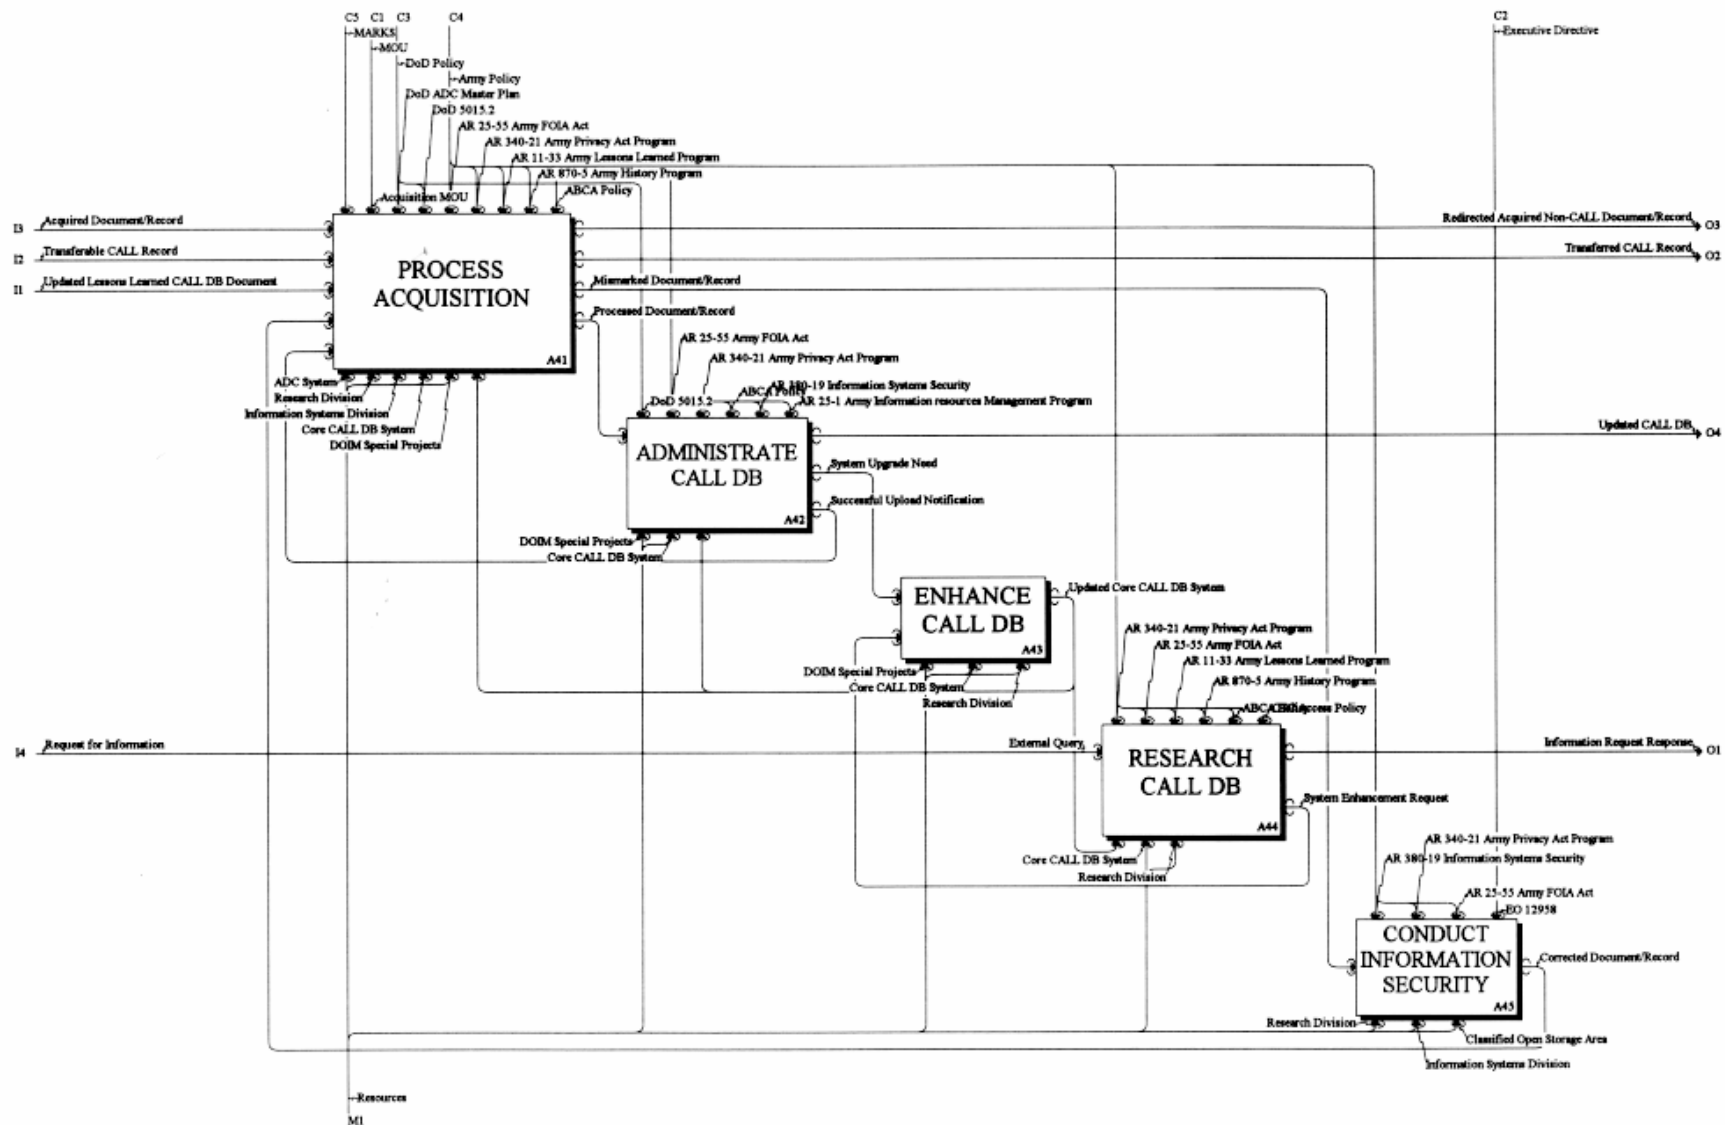 C5 C1 C3 C4 C2
MARKS
Executive Directive
MOU
DoD Policy
Army Policy
DoD ADC Master Plan
DoD 5015.2
AR 25-55 Army FOIA Act
AR 340-21 Army Privacy Act Program
AR 11-33 Army Lessons Learned Program
AR 870-5 Army History Program
ABCA Policy
Acquisition MOU
I3 Acquired Document/Record
Redirected Acquired Non-CALL Document/Record O3
I2 Transferable CALL Record
Transferred CALL Record O2
I1 Updated Lessons Learned CALL DB Document
PROCESS
ACQUISITION
A41
Mismarked Document/Record
Processed Document/Record
ADC System
Research Division
Information Systems Division
Core CALL DB System
DOIM Special Projects
AR 25-55 Army FOIA Act
AR 340-21 Army Privacy Act Program
AR 380-19 Information Systems Security
ABCA Policy
DoD 5015.2
AR 25-1 Army Information resources Management Program
ADMINISTRATE
CALL DB
A42
Updated CALL DB O4
System Upgrade Need
Successful Upload Notification
DOIM Special Projects
Core CALL DB System
ENHANCE
CALL DB
A43
Updated Core CALL DB System
DOIM Special Projects
Core CALL DB System
Research Division
AR 340-21 Army Privacy Act Program
AR 25-55 Army FOIA Act
AR 11-33 Army Lessons Learned Program
AR 870-5 Army History Program
ABCA Access Policy
I4 Request for Information
External Query
RESEARCH
CALL DB
A44
Information Request Response O1
System Enhancement Request
Core CALL DB System
Research Division
AR 340-21 Army Privacy Act Program
AR 380-19 Information Systems Security
AR 25-55 Army FOIA Act
EO 12958
CONDUCT
INFORMATION
SECURITY
A45
Corrected Document/Record
Research Division
Classified Open Storage Area
Information Systems Division
Resources
M1